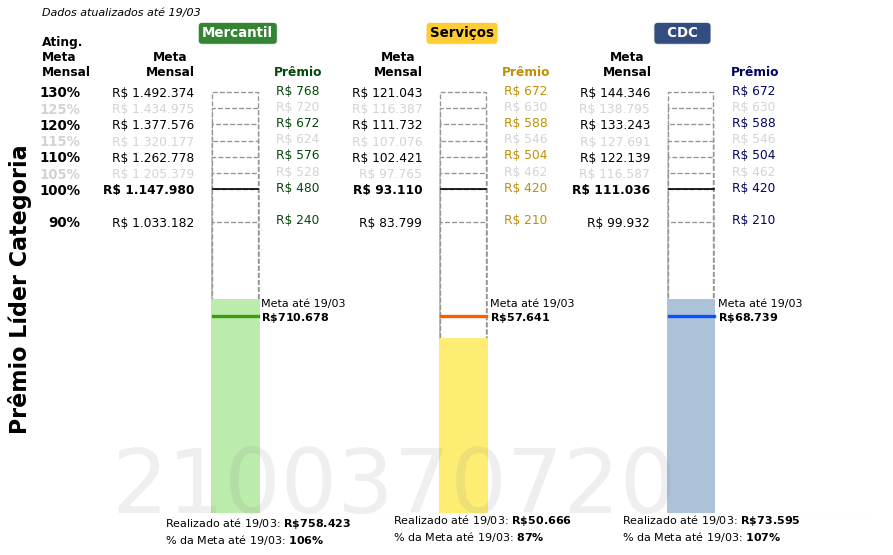 Dados atualizados até 19/03
Mercantil
Serviços
CDC
Ating.
Meta
Mensal
Meta
Mensal
Prêmio
Meta
Mensal
Prêmio
Meta
Mensal
Prêmio
130% R$ 1.492.374 R$ 768 R$ 121.043 R$ 672 R$ 144.346 R$ 672
125% R$ 1.434.975 R$ 720 R$ 116.387 R$ 630 R$ 138.795 R$ 630
120% R$ 1.377.576 R$ 672 R$ 111.732 R$ 588 R$ 133.243 R$ 588
115% R$ 1.320.177 R$ 624 R$ 107.076 R$ 546 R$ 127.691 R$ 546
110% R$ 1.262.778 R$ 576 R$ 102.421 R$ 504 R$ 122.139 R$ 504
105% R$ 1.205.379 R$ 528 R$ 97.765 R$ 462 R$ 116.587 R$ 462
100% R$ 1.147.980 R$ 480 R$ 93.110 R$ 420 R$ 111.036 R$ 420
90% R$ 1.033.182 R$ 240 R$ 83.799 R$ 210 R$ 99.932 R$ 210
Prêmio Líder Categoria
Meta até 19/03
R$710.678
Meta até 19/03
R$57.641
Meta até 19/03
R$68.739
2100370720
Realizado até 19/03: R$758.423
% da Meta até 19/03: 106%
Realizado até 19/03: R$50.666
% da Meta até 19/03: 87%
Realizado até 19/03: R$73.595
% da Meta até 19/03: 107%